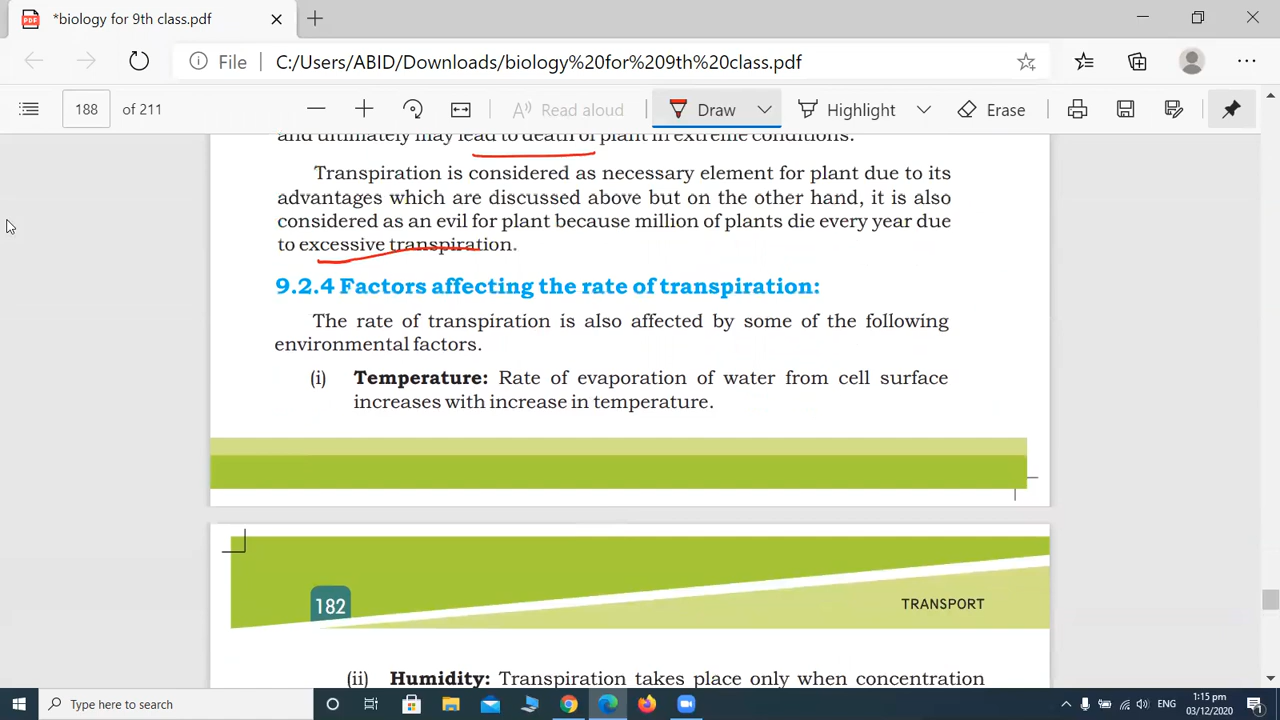 *biology for 9th class.pdf
File
C:/Users/ABID/Downloads/biology%20for%209th%20class.pdf
188 of 211
Read aloud
Draw
Highlight
Erase
and ultimately may lead to death of plant in extreme conditions.
Transpiration is considered as necessary element for plant due to its
advantages which are discussed above but on the other hand, it is also
considered as an evil for plant because million of plants die every year due
to excessive transpiration.
9.2.4 Factors affecting the rate of transpiration:
The rate of transpiration is also affected by some of the following
environmental factors.
(i) Temperature: Rate of evaporation of water from cell surface
increases with increase in temperature.
182
TRANSPORT
(ii) Humidity: Transpiration takes place only when concentration
Type here to search
ENG
1:15 pm
03/12/2020